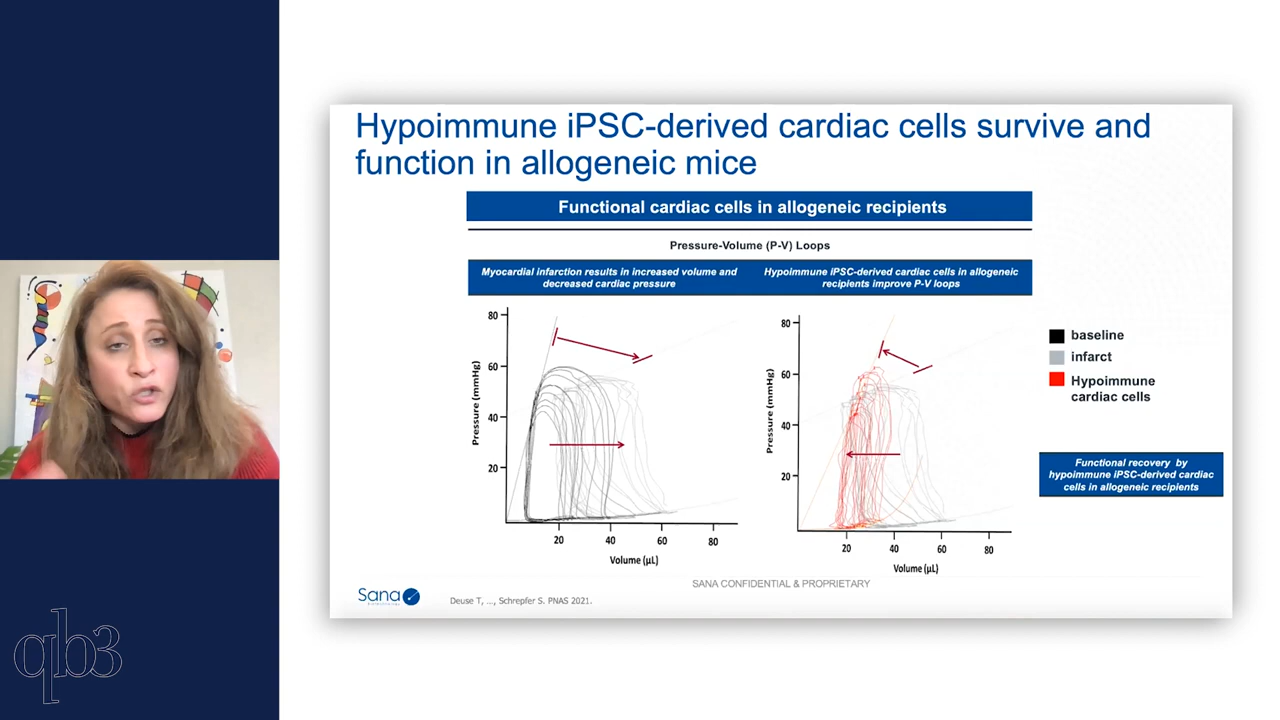 Hypoimmune iPSC-derived cardiac cells survive and
function in allogeneic mice
Functional cardiac cells in allogeneic recipients
Pressure-Volume (P-V) Loops
Myocardial infarction results in increased volume and
decreased cardiac pressure
Hypoimmune iPSC-derived cardiac cells in allogeneic
recipients improve P-V loops
80
60
40
20
Pressure (mmHg)
20 40 60 80
Volume (µL)
80
60
40
20
Pressure (mmHg)
20 40 60 80
Volume (µL)
baseline
infarct
Hypoimmune
cardiac cells
Functional recovery by
hypoimmune iPSC-derived cardiac
cells in allogeneic recipients
SANA CONFIDENTIAL & PROPRIETARY
Sana
Deuse T, ..., Schrepfer S. PNAS 2021.
qb3